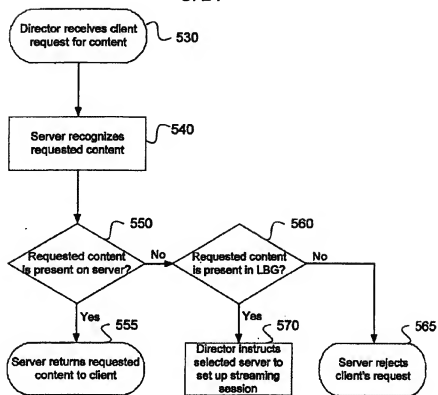 Director receives client
request for content
530
Server recognizes
requested content
540
550
560
Requested content
is present on server?
No
Requested content
is present in LBG?
No
Yes
555
Yes
570
565
Server returns requested
content to client
Director instructs
selected server to
set up streaming
session
Server rejects
client's request